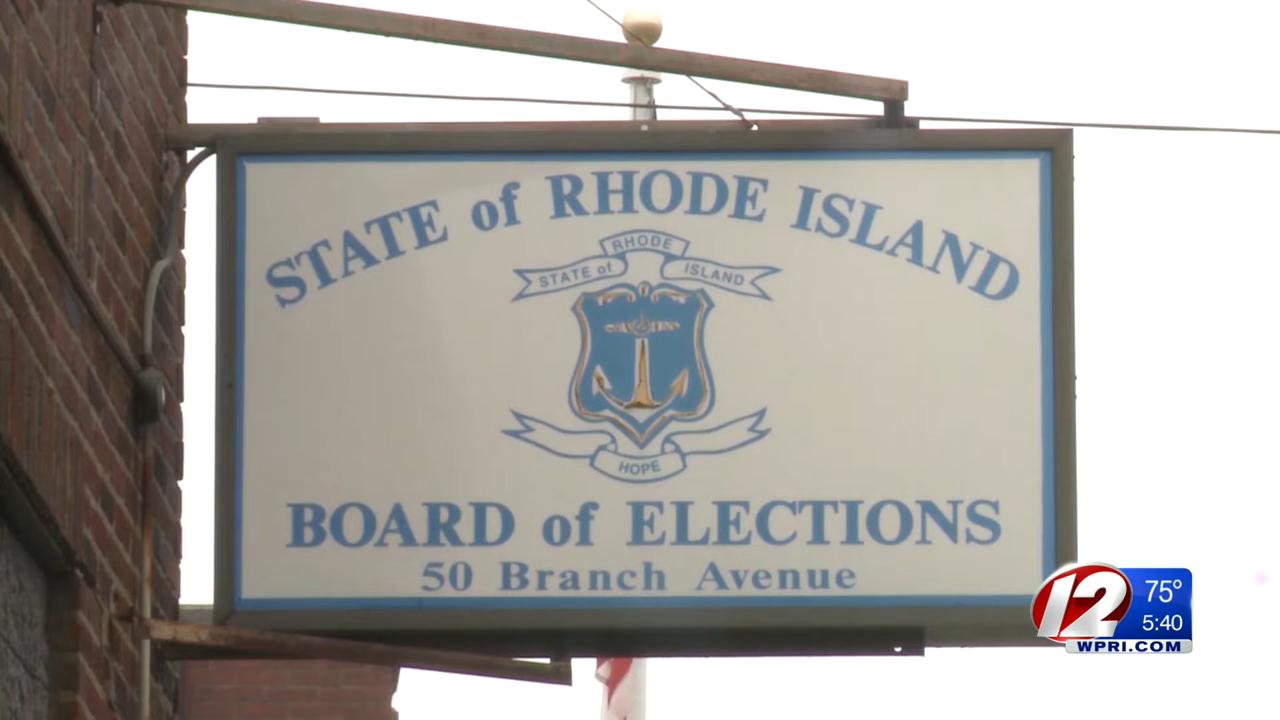 STATE of RHODE ISLAND
RHODE
STATE of ISLAND
HOPE
BOARD of ELECTIONS
50 Branch Avenue
12
75°
5:40
WPRI.COM